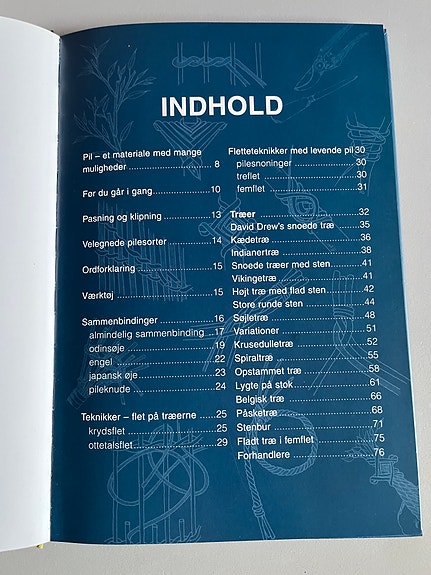 INDHOLD
Pil – et materiale med mange
muligheder ........................ 8
Før du går i gang ................ 10
Pasning og klipning ............. 13
Velegnede pilesorter ............ 14
Ordforklaring ..................... 15
Værktøj ............................ 15
Sammenbindinger ................ 16
almindelig sammenbinding .... 17
odinsøje ........................... 19
engel ............................... 22
japansk øje ....................... 23
pileknude ......................... 24
Teknikker – flet på træerne ..... 25
krydsflet ........................... 25
ottetalsflet ........................ 29
Fletteteknikker med levende pil 30
pilesnoninger .................... 30
treflet ............................. 30
femflet ............................ 31
Træer .............................. 32
David Drew's snoede træ ....... 35
Kædetræ .......................... 36
Indianertræ ...................... 38
Snoede træer med sten ......... 41
Vikingetræ ....................... 41
Højt træ med flad sten ......... 42
Store runde sten ................ 44
Søjletræ .......................... 48
Variationer ...................... 51
Krusedulletræ ................... 52
Spiraltræ ......................... 55
Opstammet træ .................. 58
Lygte på stok .................... 61
Belgisk træ ....................... 66
Påsketræ ......................... 68
Stenbur ........................... 71
Fladt træ i femflet .............. 75
Forhandlere ...................... 76